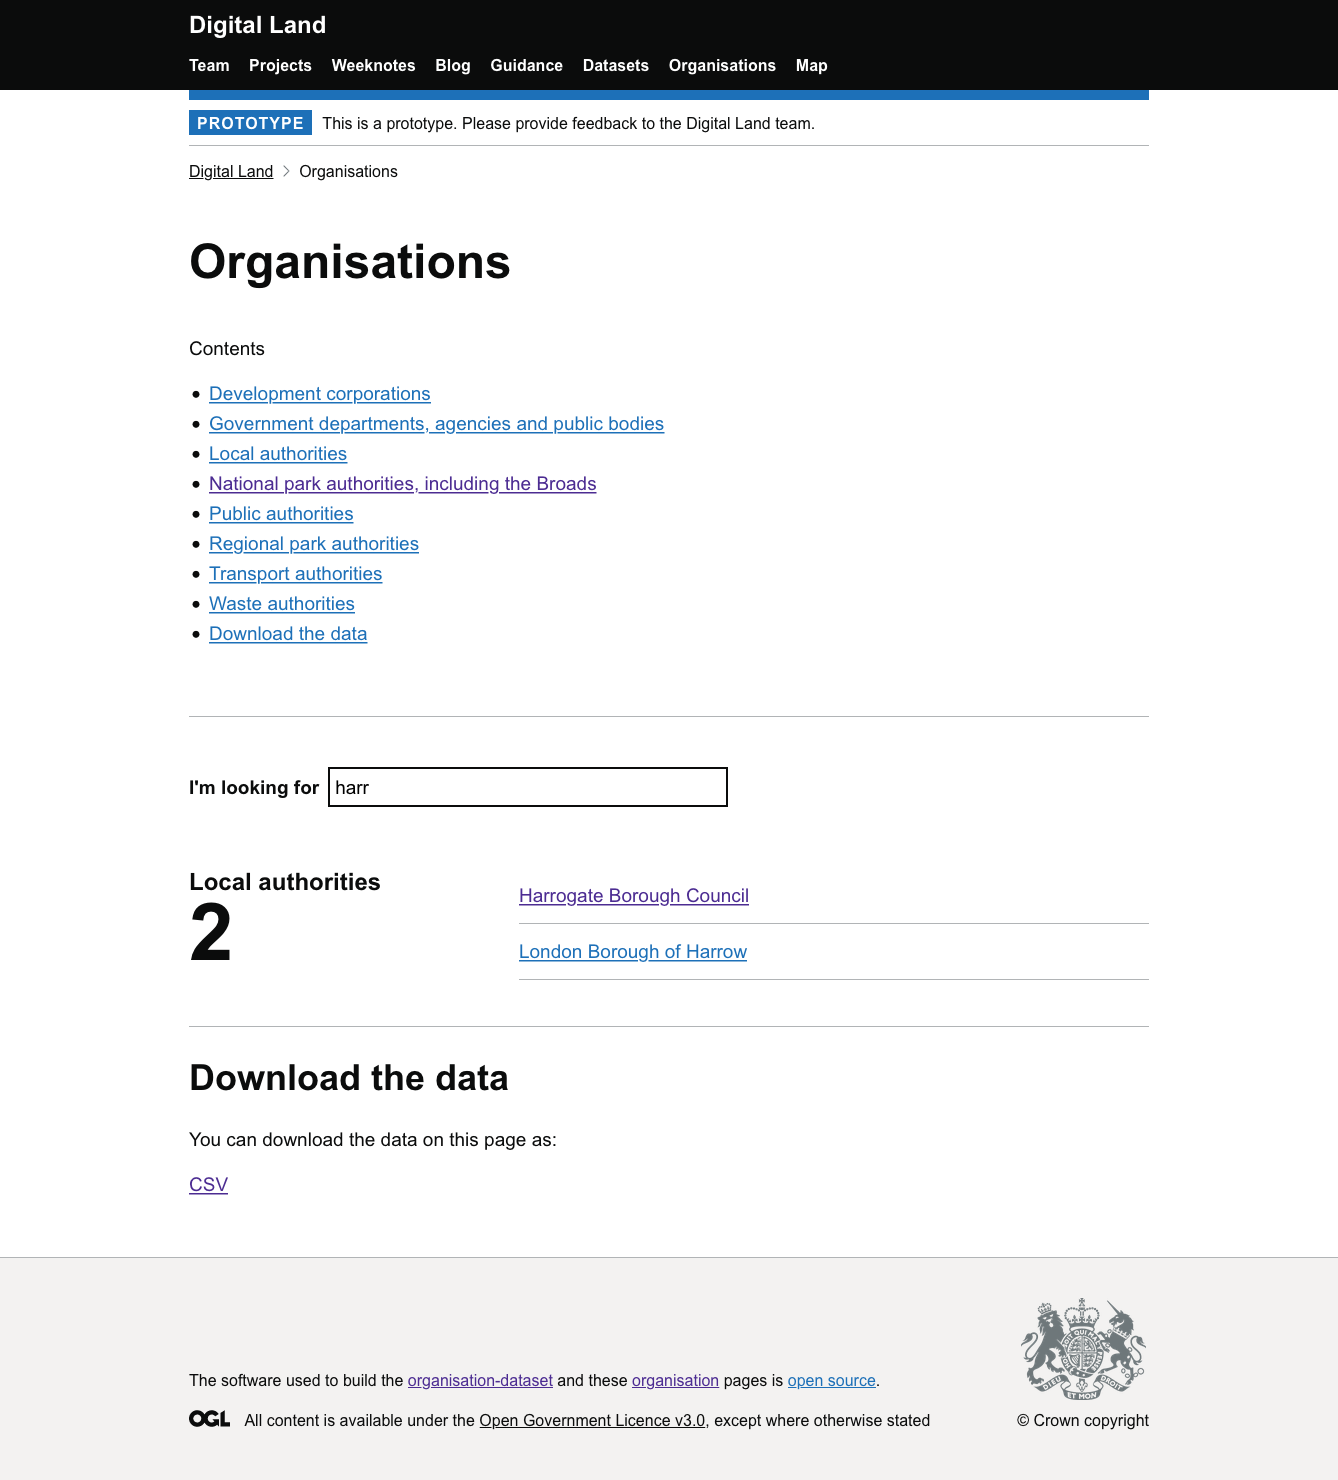 Digital Land
Team Projects Weeknotes Blog Guidance Datasets Organisations Map
PROTOTYPE This is a prototype. Please provide feedback to the Digital Land team.
Digital Land > Organisations
Organisations
Contents
• Development corporations
• Government departments, agencies and public bodies
• Local authorities
• National park authorities, including the Broads
• Public authorities
• Regional park authorities
• Transport authorities
• Waste authorities
• Download the data
I'm looking for harr
Local authorities
2
Harrogate Borough Council
London Borough of Harrow
Download the data
You can download the data on this page as:
CSV
The software used to build the organisation-dataset and these organisation pages is open source.
OGL All content is available under the Open Government Licence v3.0, except where otherwise stated
© Crown copyright